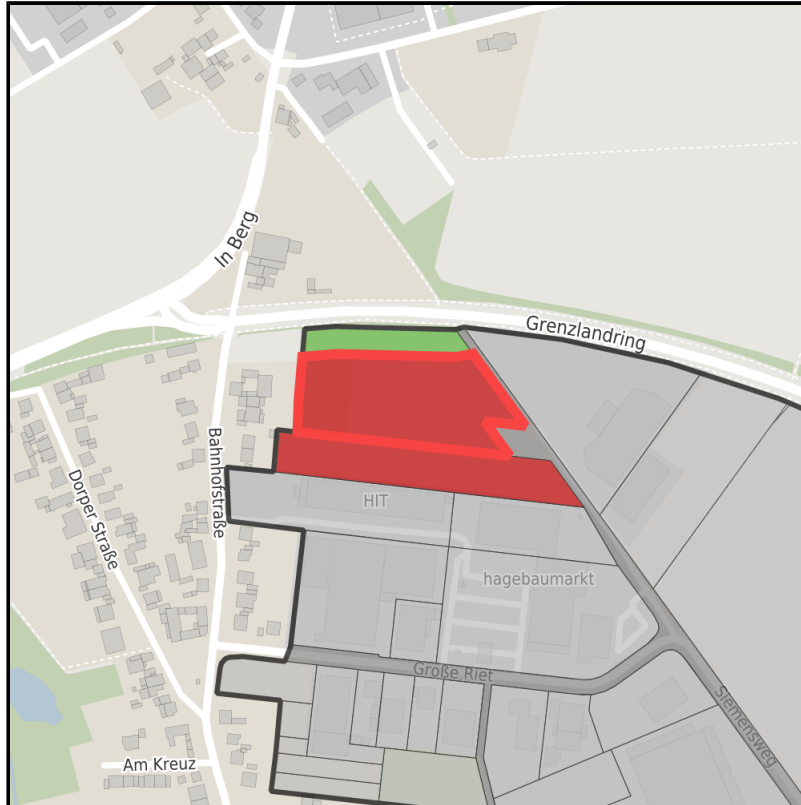 In Berg
Grenzlandring
Bahnhofstraße
Dorper Straße
HIT
hagebaumarkt
Große Riet
Siemensweg
Am Kreuz